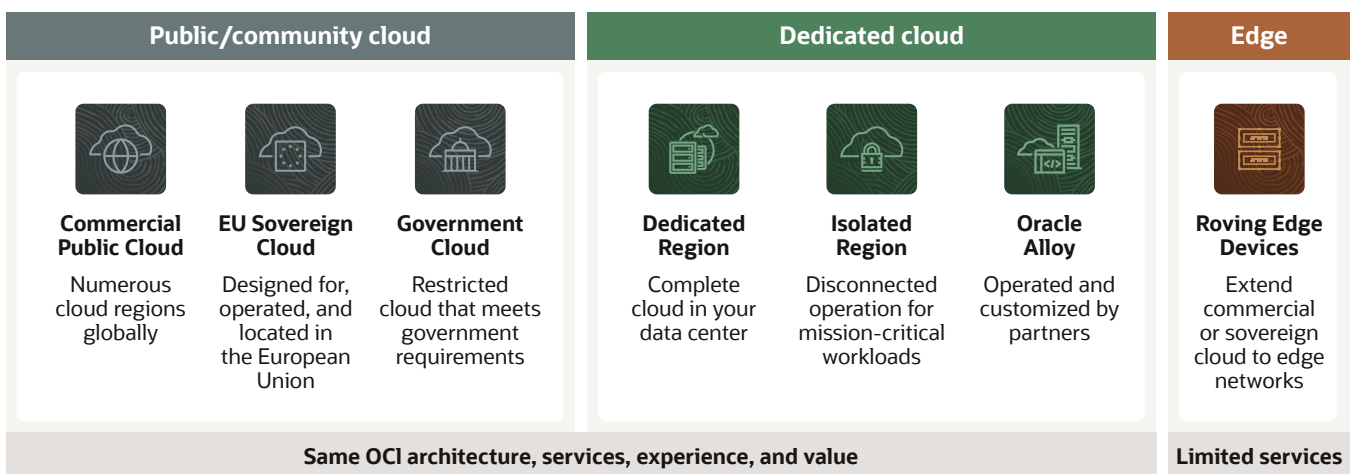 Public/community cloud
Dedicated cloud
Edge
Commercial
Public Cloud
Numerous
cloud regions
globally
EU Sovereign
Cloud
Designed for,
operated, and
located in
the European
Union
Government
Cloud
Restricted
cloud that meets
government
requirements
Dedicated
Region
Complete
cloud in your
data center
Isolated
Region
Disconnected
operation for
mission-critical
workloads
Oracle
Alloy
Operated and
customized by
partners
Roving Edge
Devices
Extend
commercial
or sovereign
cloud to edge
networks
Same OCI architecture, services, experience, and value
Limited services